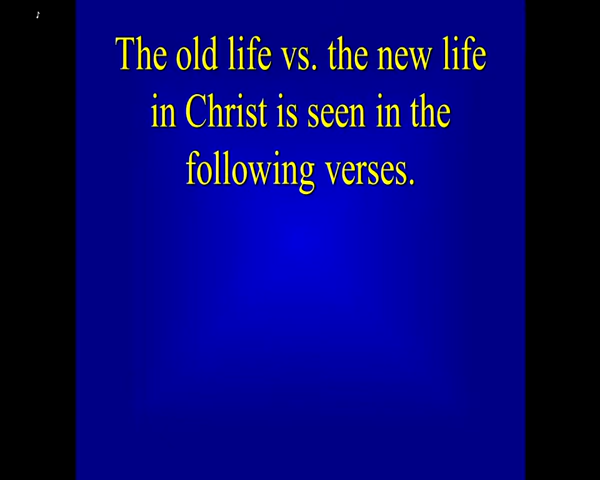 The old life vs. the new life
in Christ is seen in the
following verses.